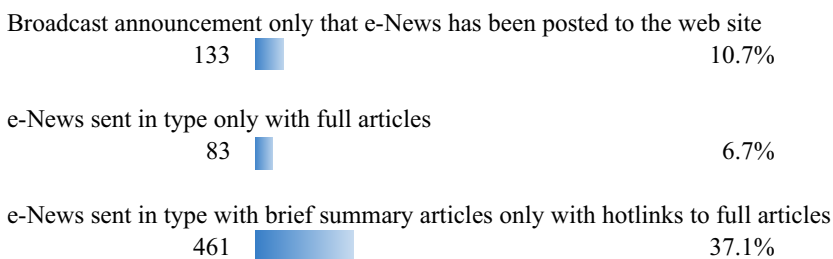 Broadcast announcement only that e-News has been posted to the web site
133 10.7%
e-News sent in type only with full articles
83 6.7%
e-News sent in type with brief summary articles only with hotlinks to full articles
461 37.1%